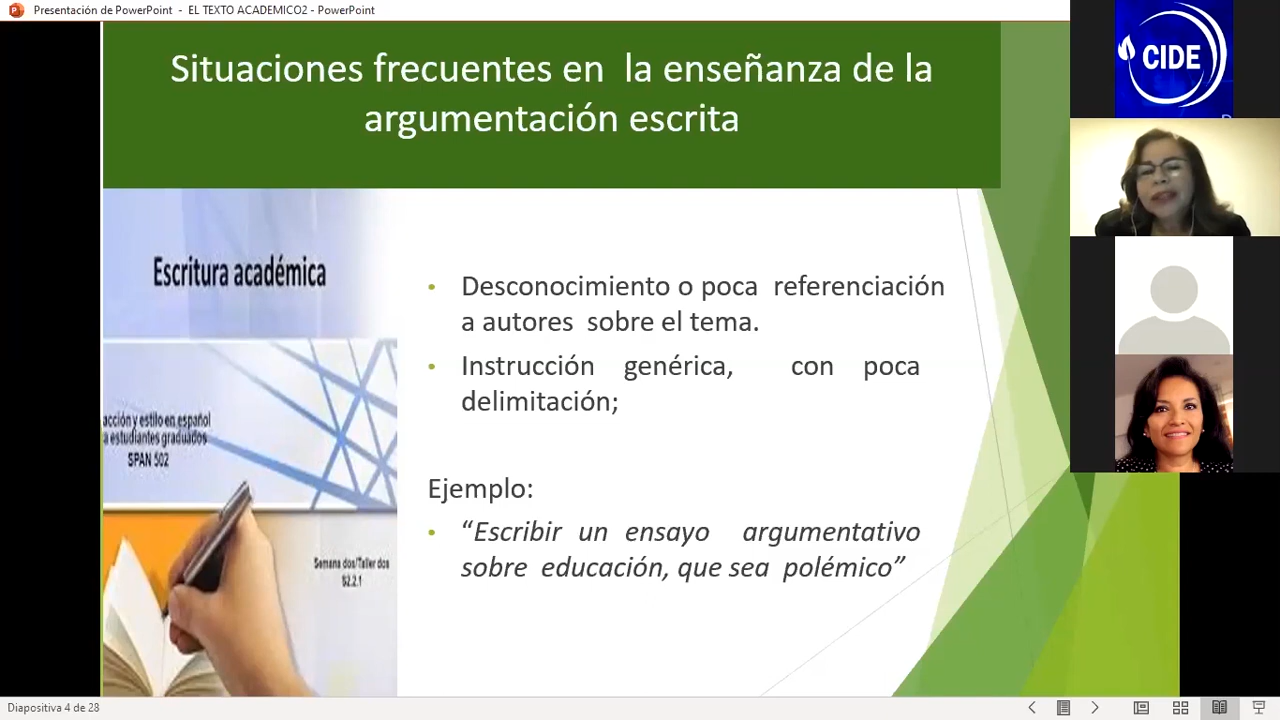 Presentación de PowerPoint - EL TEXTO ACADEMICO2 - PowerPoint
CIDE
Situaciones frecuentes en la enseñanza de la
argumentación escrita
Escritura académica
acción y estilo en español
a estudiantes graduados
SPAN 502
Semana dos/Taller dos
S2.2.1
• Desconocimiento o poca referenciación
a autores sobre el tema.
• Instrucción genérica, con poca
delimitación;
Ejemplo:
• “Escribir un ensayo argumentativo
sobre educación, que sea polémico”
Diapositiva 4 de 28